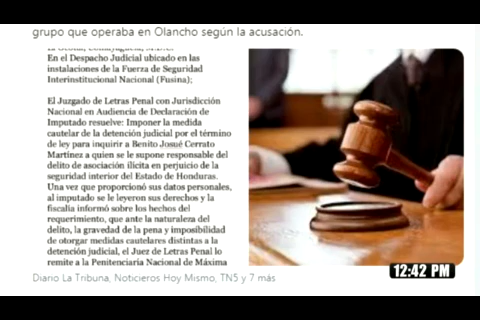 grupo que operaba en Olancho según la acusación.
En el Despacho Judicial ubicado en las
instalaciones de la Fuerza de Seguridad
Interinstitucional Nacional (Fusina);
El Juzgado de Letras Penal con Jurisdicción
Nacional en Audiencia de Declaración de
Imputado resuelve: Imponer la medida
cautelar de la detención judicial por el término
de ley para inquirir a Benito Josué Cerrato
Martínez a quien se le supone responsable del
delito de asociación ilícita en perjuicio de la
seguridad interior del Estado de Honduras.
Una vez que proporcionó sus datos personales,
al imputado se le leyeron sus derechos y la
fiscalía informó sobre los hechos del
requerimiento, que ante la naturaleza del
delito, la gravedad de la pena y imposibilidad
de otorgar medidas cautelares distintas a la
detención judicial, el Juez de Letras Penal lo
remite a la Penitenciaría Nacional de Máxima
Diario La Tribuna, Noticieros Hoy Mismo, TN5 y 7 más
12:42 PM